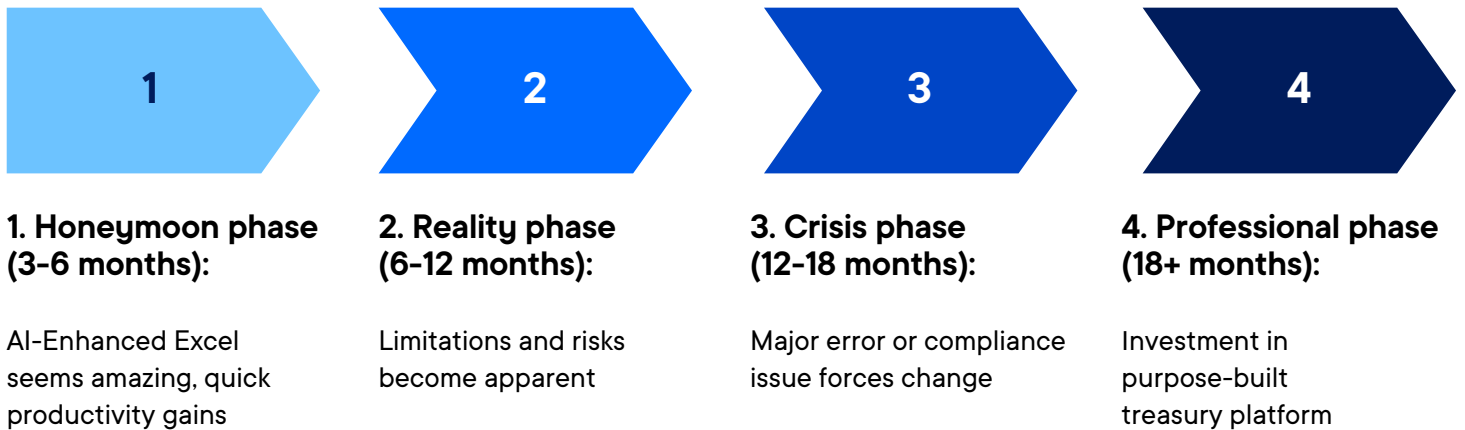 1
2
3
4
1. Honeymoon phase
(3-6 months):
AI-Enhanced Excel
seems amazing, quick
productivity gains
2. Reality phase
(6-12 months):
Limitations and risks
become apparent
3. Crisis phase
(12-18 months):
Major error or compliance
issue forces change
4. Professional phase
(18+ months):
Investment in
purpose-built
treasury platform